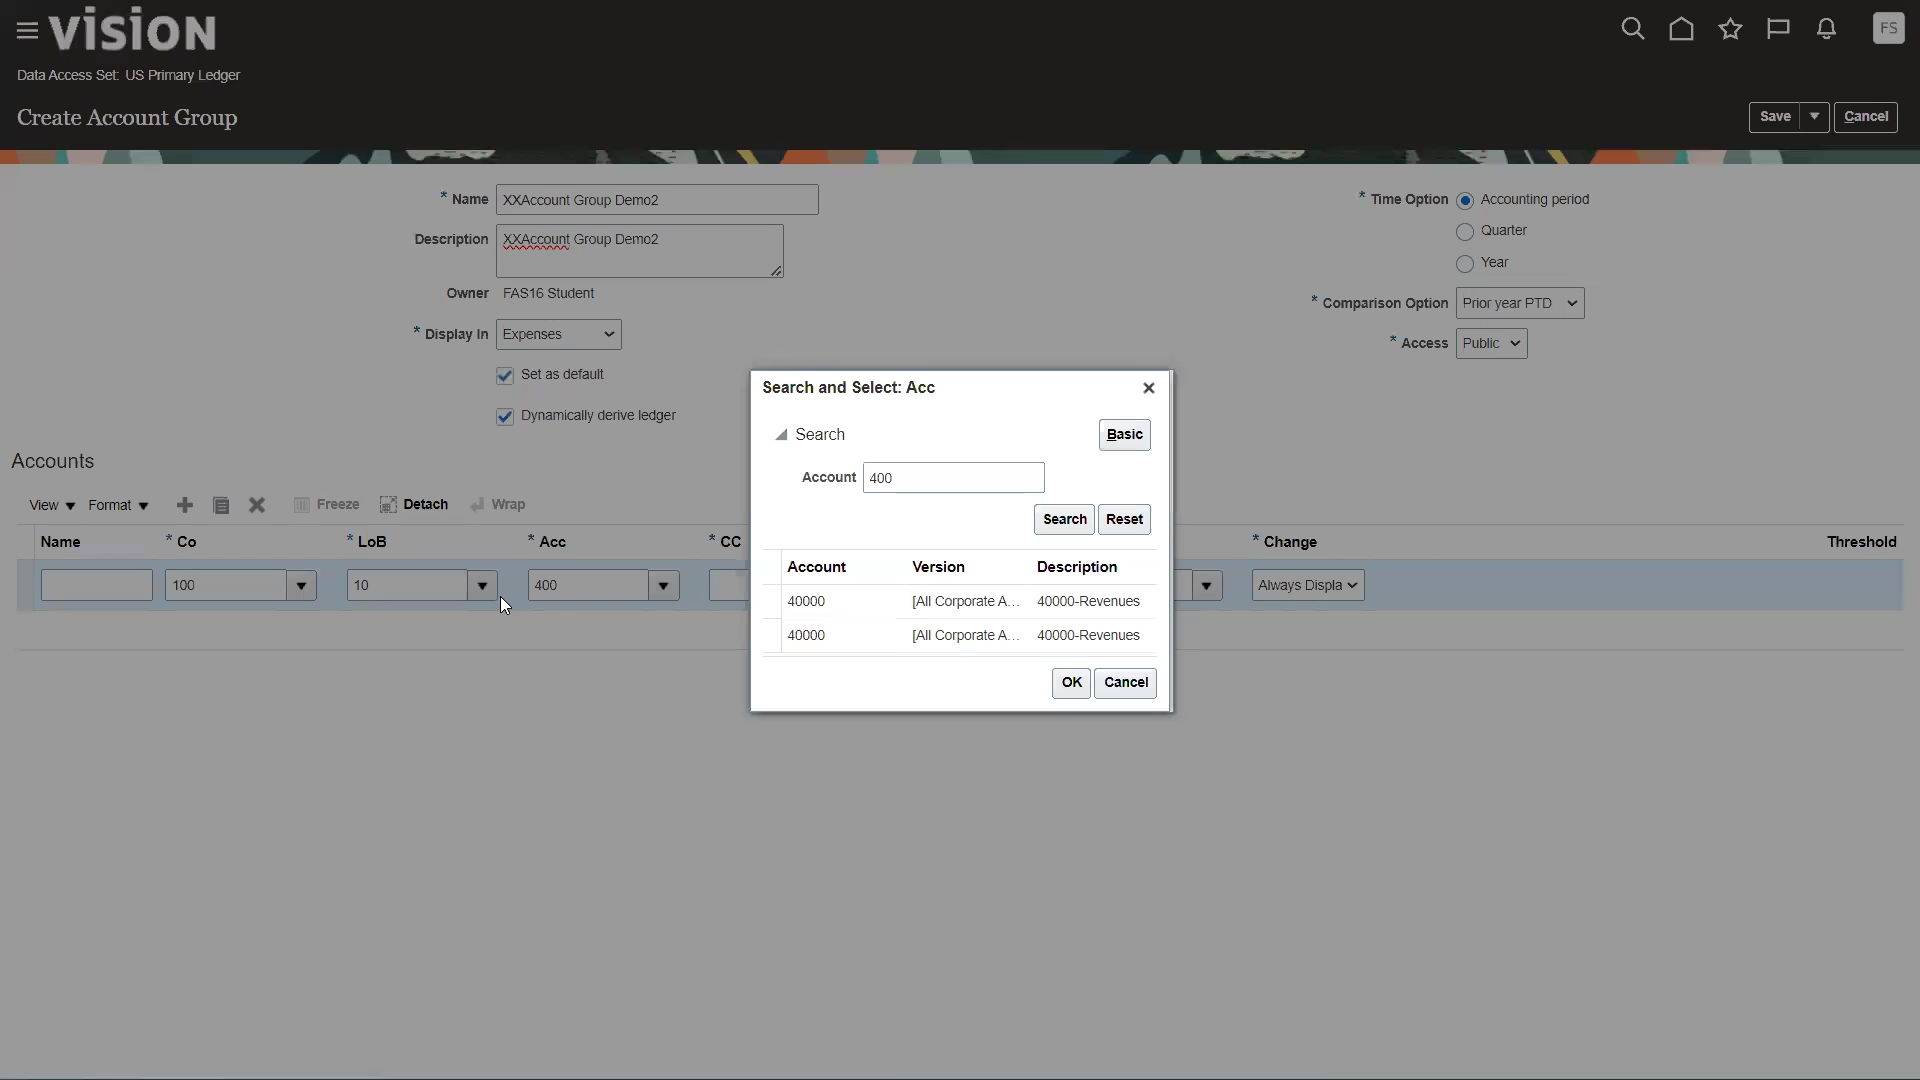 vision
FS
Data Access Set: US Primary Ledger
Create Account Group
Save
Cancel
* Name XXAccount Group Demo2
Description XXAccount Group Demo2
Owner FAS16 Student
* Display In Expenses
Set as default
Dynamically derive ledger
* Time Option Accounting period
Quarter
Year
* Comparison Option Prior year PTD
* Access Public
Accounts
View Format Freeze Detach Wrap
Name * Co * LoB * Acc * CC * Change Threshold
100 10 400 Always Displa
Search and Select: Acc
Search
Basic
Account 400
Search Reset
Account Version Description
40000 [All Corporate A... 40000-Revenues
40000 [All Corporate A... 40000-Revenues
OK Cancel